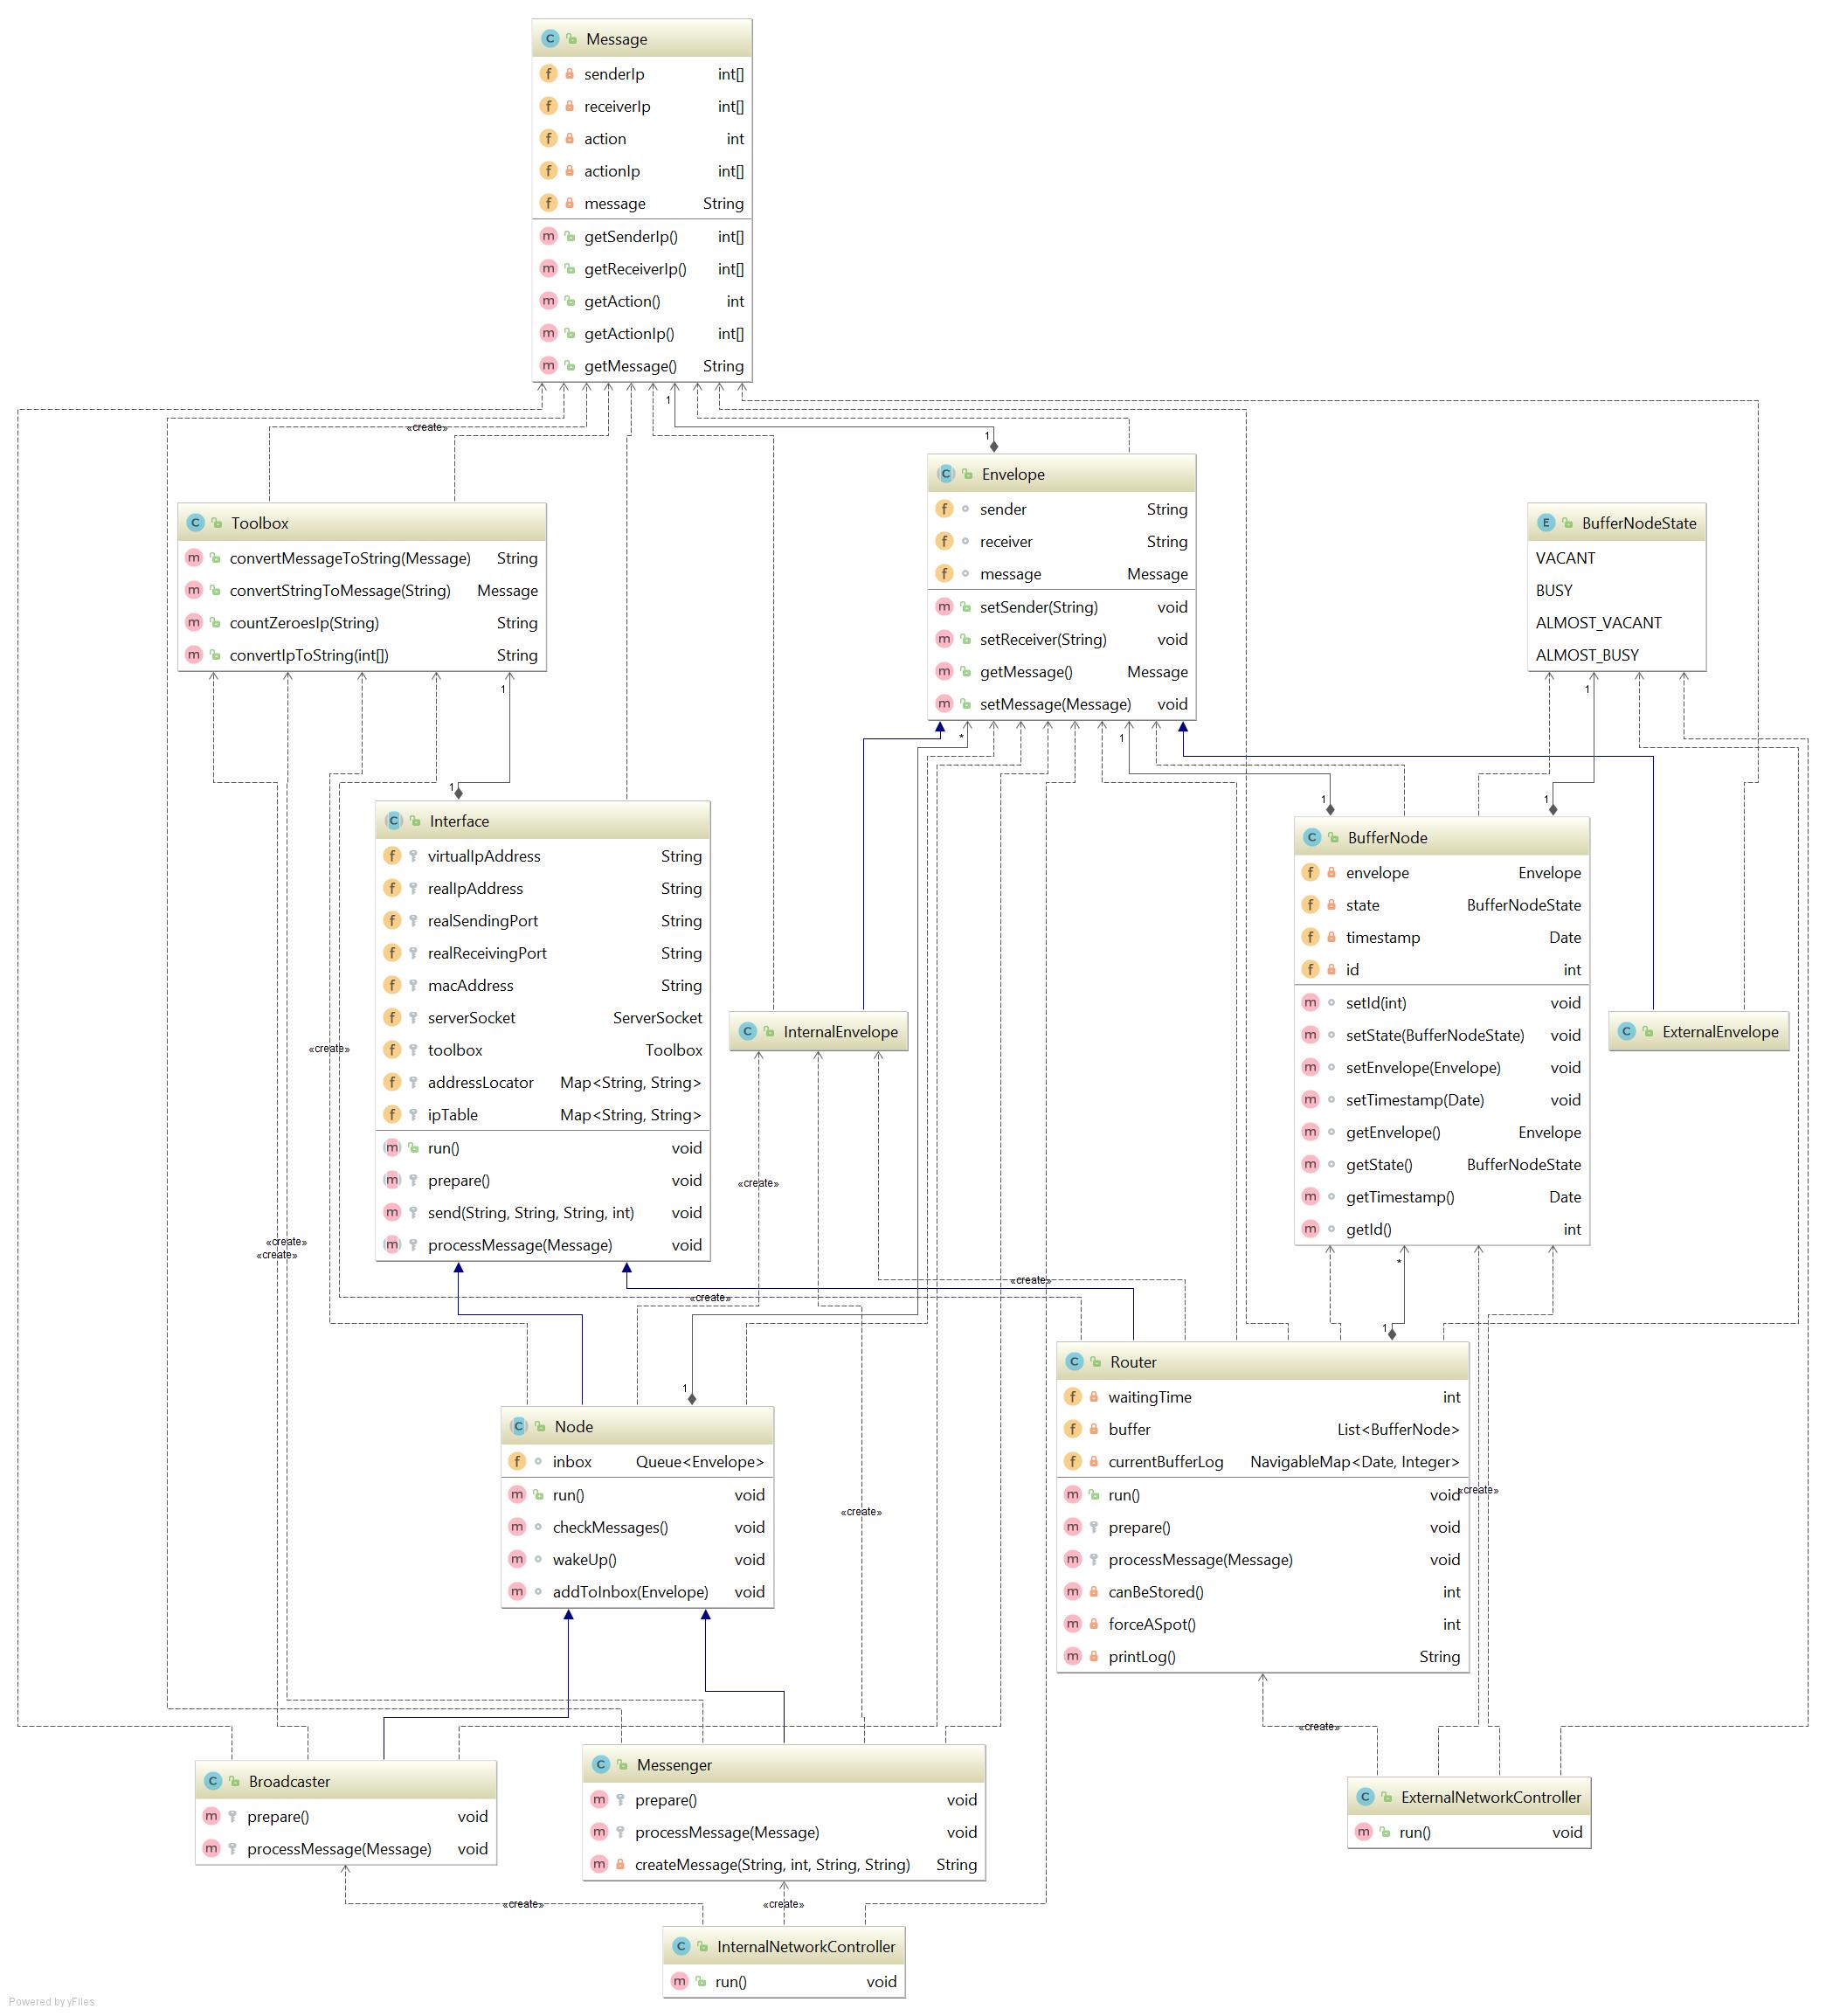 C Message
f senderIp int[]
f receiverIp int[]
f action int
f actionIp int[]
f message String
m getSenderIp() int[]
m getReceiverIp() int[]
m getAction() int
m getActionIp() int[]
m getMessage() String
1
«create»
1
C Envelope
f sender String
f receiver String
f message Message
m setSender(String) void
m setReceiver(String) void
m getMessage() Message
m setMessage(Message) void
C Toolbox
m convertMessageToString(Message) String
m convertStringToMessage(String) Message
m countZeroesIp(String) String
m convertIpToString(int[]) String
E BufferNodeState
VACANT
BUSY
ALMOST_VACANT
ALMOST_BUSY
1
1
*
1
1
1
1
C Interface
f virtualIpAddress String
f realIpAddress String
f realSendingPort String
f realReceivingPort String
f macAddress String
f serverSocket ServerSocket
f toolbox Toolbox
f addressLocator Map<String, String>
f ipTable Map<String, String>
m run() void
m prepare() void
m send(String, String, String, int) void
m processMessage(Message) void
C BufferNode
f envelope Envelope
f state BufferNodeState
f timestamp Date
f id int
m setId(int) void
m setState(BufferNodeState) void
m setEnvelope(Envelope) void
m setTimestamp(Date) void
m getEnvelope() Envelope
m getState() BufferNodeState
m getTimestamp() Date
m getId() int
C InternalEnvelope
C ExternalEnvelope
«create»
«create»
«create»
«create»
*
«create»
«create»
1
C Router
f waitingTime int
f buffer List<BufferNode>
f currentBufferLog NavigableMap<Date, Integer>
m run() void
m prepare() void
m processMessage(Message) void
m canBeStored() int
m forceASpot() int
m printLog() String
1
C Node
f inbox Queue<Envelope>
m run() void
m checkMessages() void
m wakeUp() void
m addToInbox(Envelope) void
«create»
«create»
«create»
C Broadcaster
m prepare() void
m processMessage(Message) void
C Messenger
m prepare() void
m processMessage(Message) void
m createMessage(String, int, String, String) String
C ExternalNetworkController
m run() void
«create»
«create»
C InternalNetworkController
m run() void
Powered by yFiles